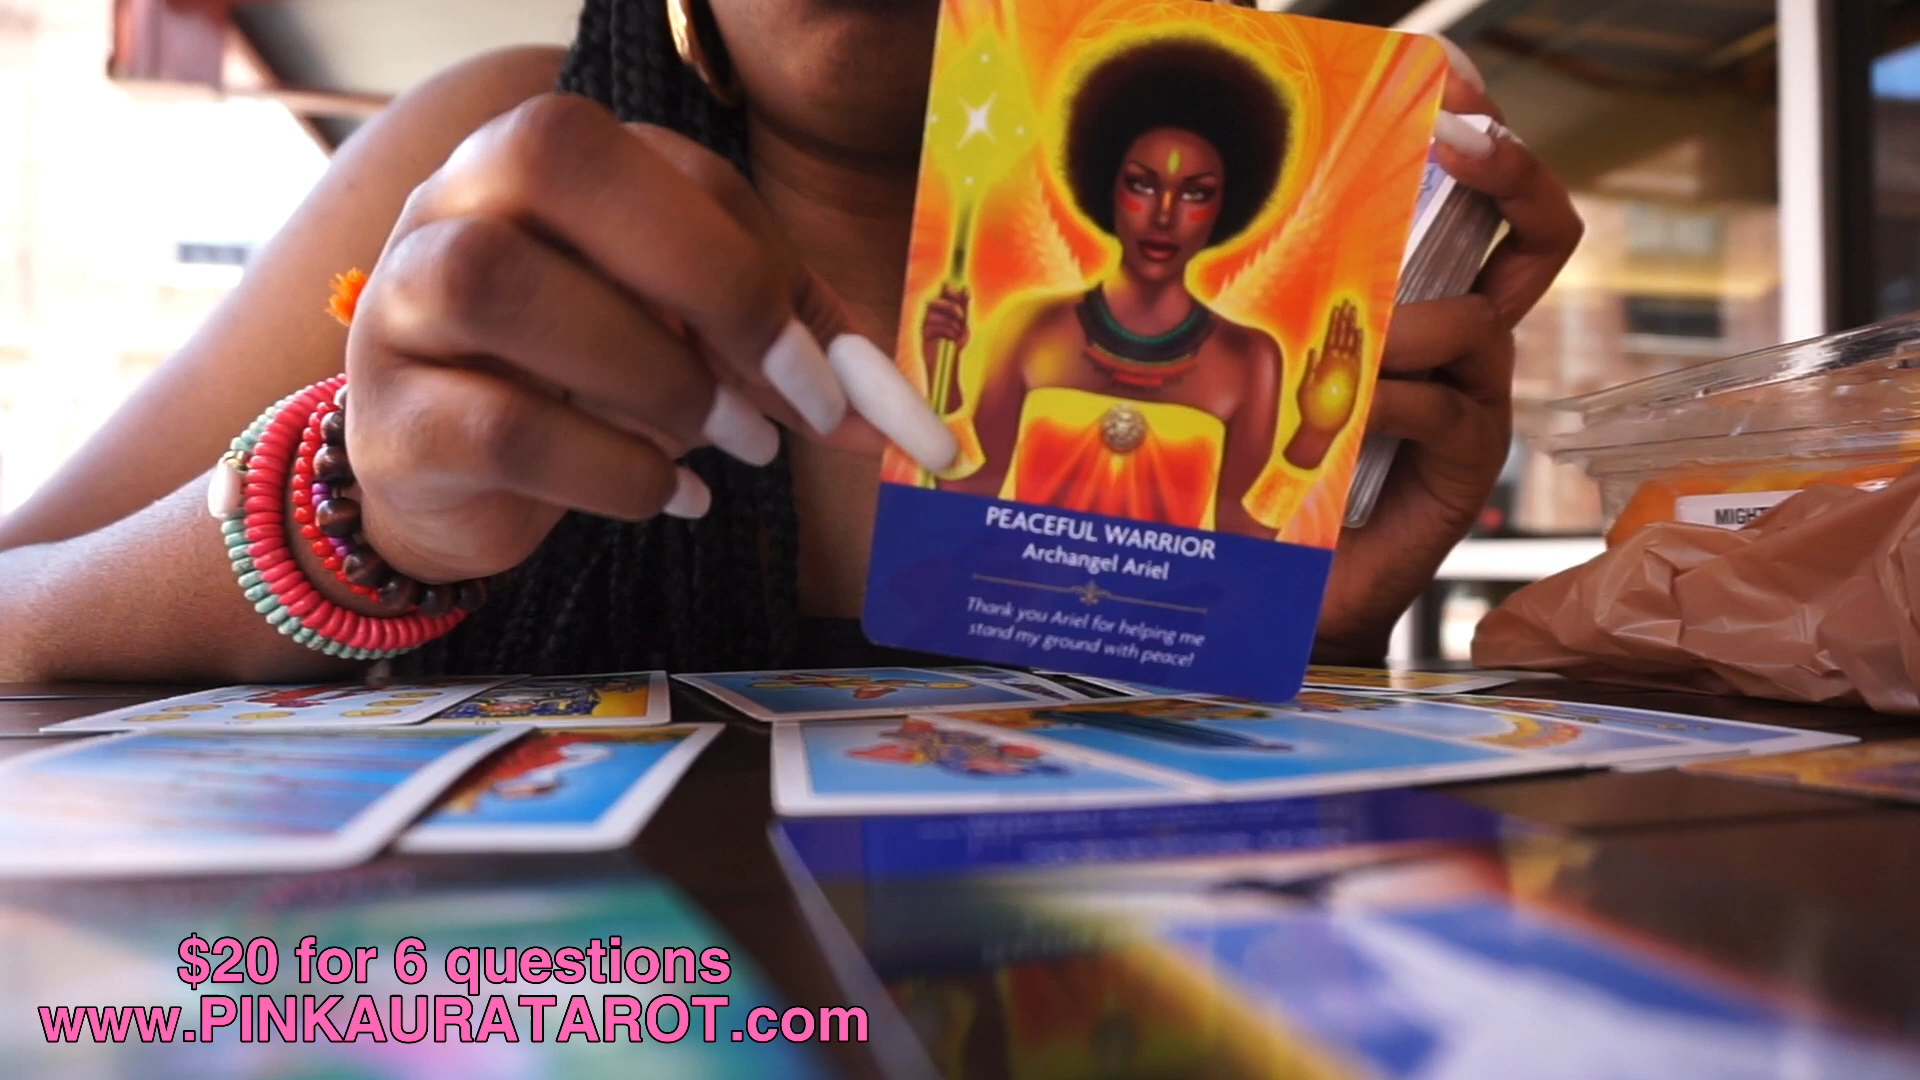 PEACEFUL WARRIOR
Archangel Ariel
Thank you Ariel for helping me
stand my ground with peace!
MIGHT
$20 for 6 questions
www.PINKAURATAROT.com